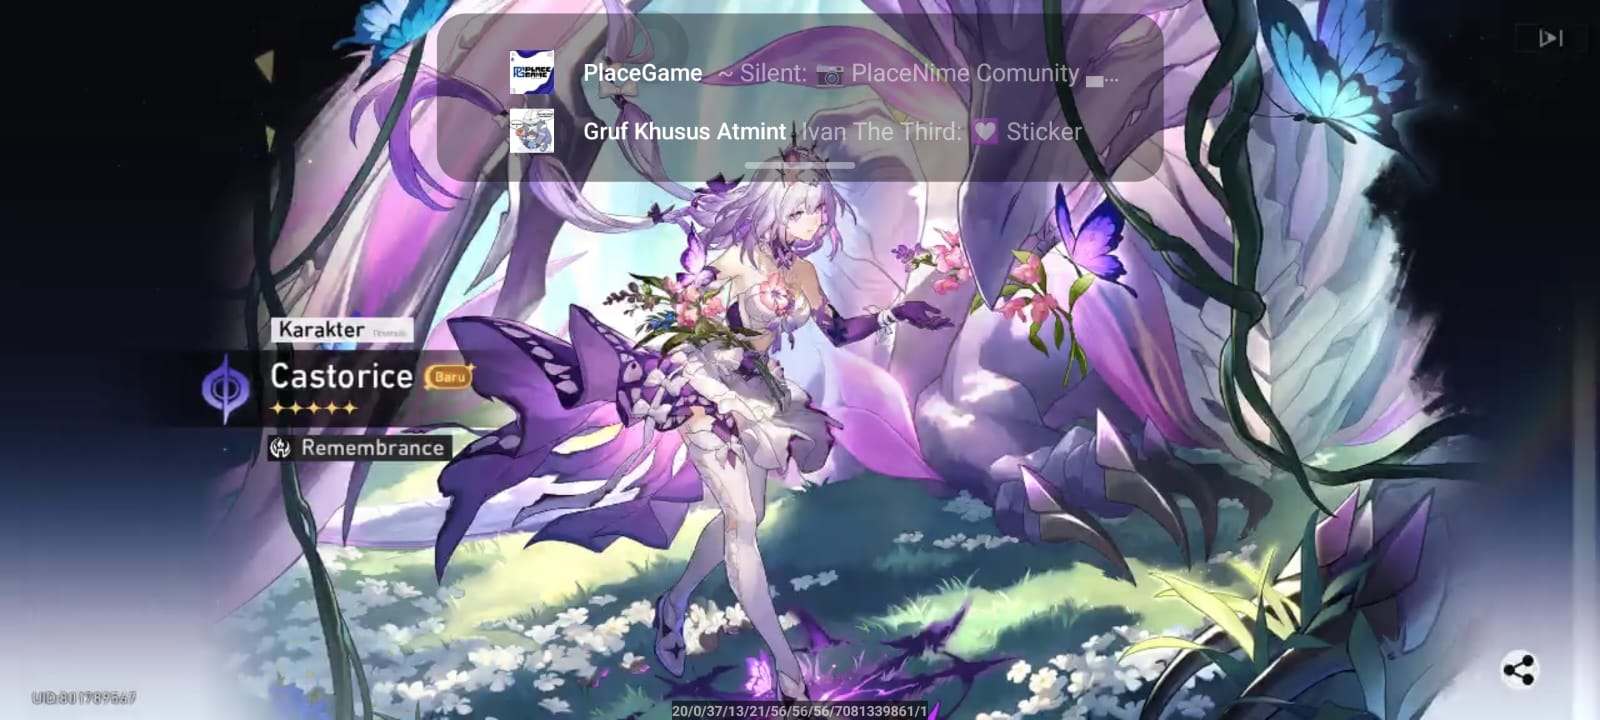 PlaceGame ~ Silent: 📷 PlaceNime Comunity ...
Gruf Khusus Atmint Ivan The Third: 💟 Sticker
Karakter
Castorice Baru
Remembrance
UID:801789567
20/0/37/13/21/56/56/56/7081339861/1